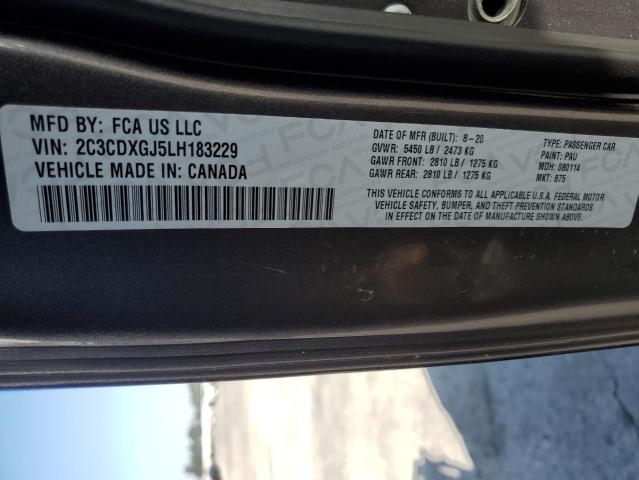 MFD BY: FCA US LLC
VIN: 2C3CDXGJ5LH183229
VEHICLE MADE IN: CANADA
DATE OF MFR (BUILT): 8-20
GVWR: 5450 LB / 2473 KG
GAWR FRONT: 2810 LB / 1275 KG
GAWR REAR: 2810 LB / 1275 KG
TYPE: PASSENGER CAR
PAINT: PAU
MDH: 080114
MKT: 875
THIS VEHICLE CONFORMS TO ALL APPLICABLE U.S.A. FEDERAL MOTOR
VEHICLE SAFETY, BUMPER, AND THEFT PREVENTION STANDARDS
IN EFFECT ON THE DATE OF MANUFACTURE SHOWN ABOVE.